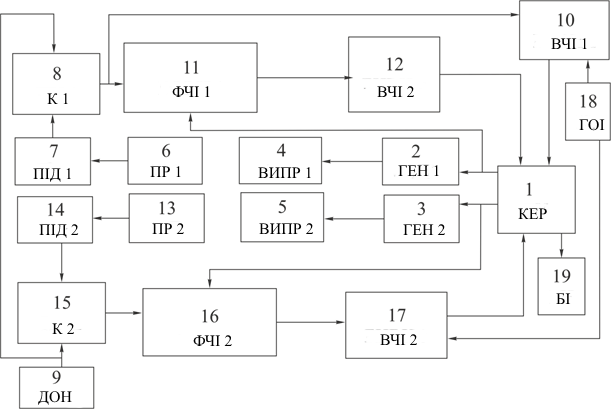 10
ВЧІ 1
8
К 1
11
ФЧІ 1
12
ВЧІ 2
18
ГОІ
7
ПІД 1
6
ПР 1
4
ВИПР 1
2
ГЕН 1
1
КЕР
14
ПІД 2
13
ПР 2
5
ВИПР 2
3
ГЕН 2
19
БІ
15
К 2
16
ФЧІ 2
17
ВЧІ 2
9
ДОН